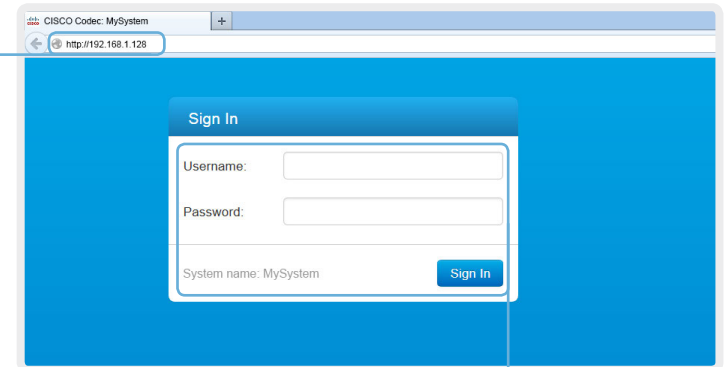 CISCO Codec: MySystem
http://192.168.1.128
Sign In
Username:
Password:
System name: MySystem
Sign In